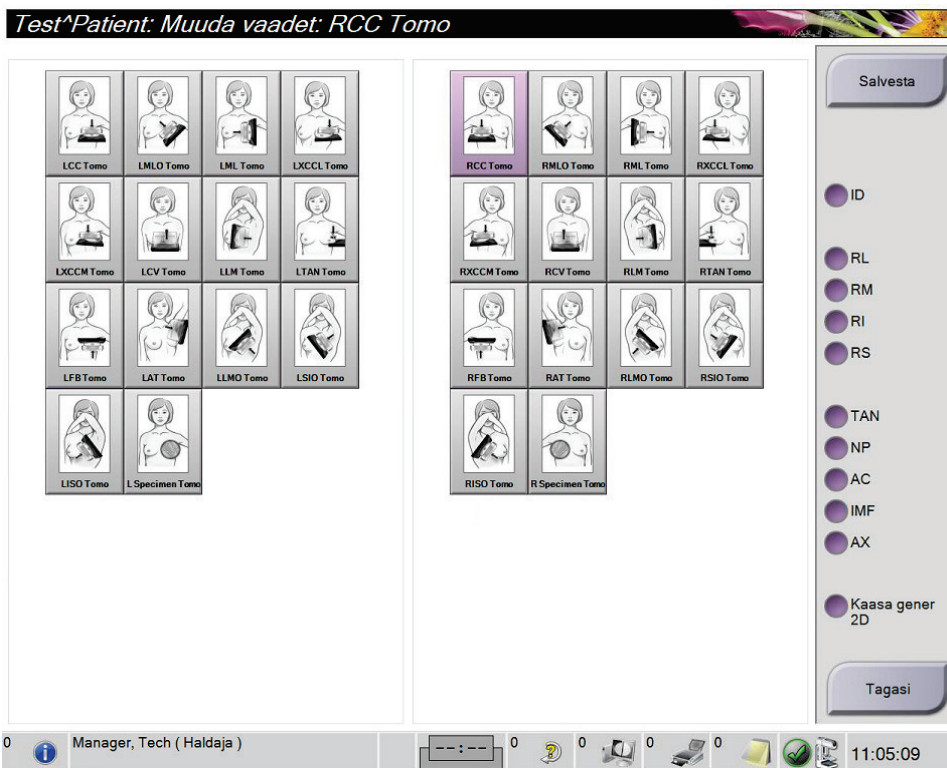 Test^Patient: Muuda vaadet: RCC Tomo
LCC Tomo LMLO Tomo LML Tomo LXCCL Tomo
LXCCM Tomo LCV Tomo LLM Tomo LTAN Tomo
LFB Tomo LAT Tomo LLMO Tomo LSIO Tomo
LISO Tomo L Specimen Tomo
RCC Tomo RMLO Tomo RML Tomo RXCCL Tomo
RXCCM Tomo RCV Tomo RLM Tomo RTAN Tomo
RFB Tomo RAT Tomo RLMO Tomo RSIO Tomo
RISO Tomo R Specimen Tomo
Salvesta
ID
RL
RM
RI
RS
TAN
NP
AC
IMF
AX
Kaasa gener
2D
Tagasi
0 Manager, Tech ( Haldaja ) --:-- 0 0 0 0 11:05:09